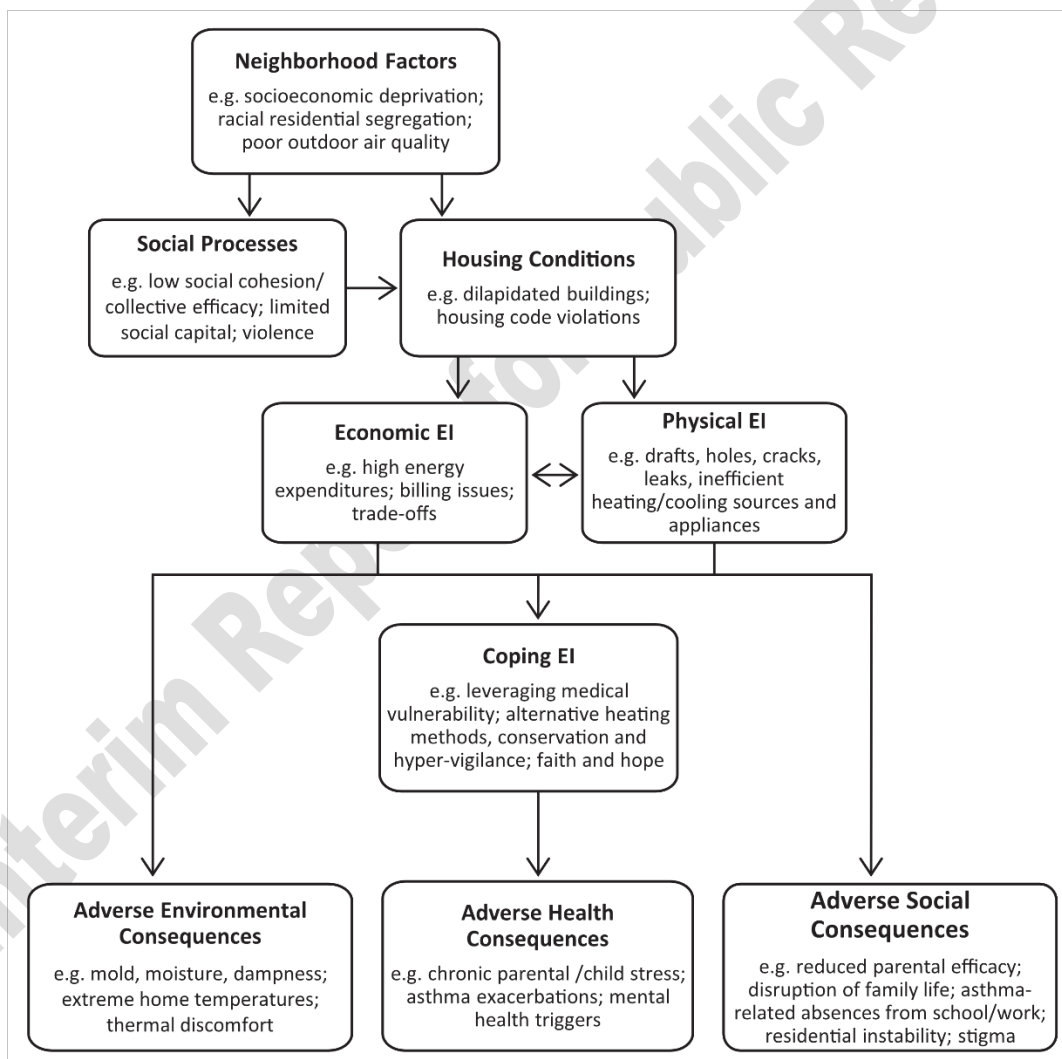 Neighborhood Factors
e.g. socioeconomic deprivation;
racial residential segregation;
poor outdoor air quality
Social Processes
e.g. low social cohesion/
collective efficacy; limited
social capital; violence
Housing Conditions
e.g. dilapidated buildings;
housing code violations
Economic EI
e.g. high energy
expenditures; billing issues;
trade-offs
Physical EI
e.g. drafts, holes, cracks,
leaks, inefficient
heating/cooling sources and
appliances
Coping EI
e.g. leveraging medical
vulnerability; alternative heating
methods, conservation and
hyper-vigilance; faith and hope
Adverse Environmental
Consequences
e.g. mold, moisture, dampness;
extreme home temperatures;
thermal discomfort
Adverse Health
Consequences
e.g. chronic parental /child stress;
asthma exacerbations; mental
health triggers
Adverse Social
Consequences
e.g. reduced parental efficacy;
disruption of family life; asthma-
related absences from school/work;
residential instability; stigma